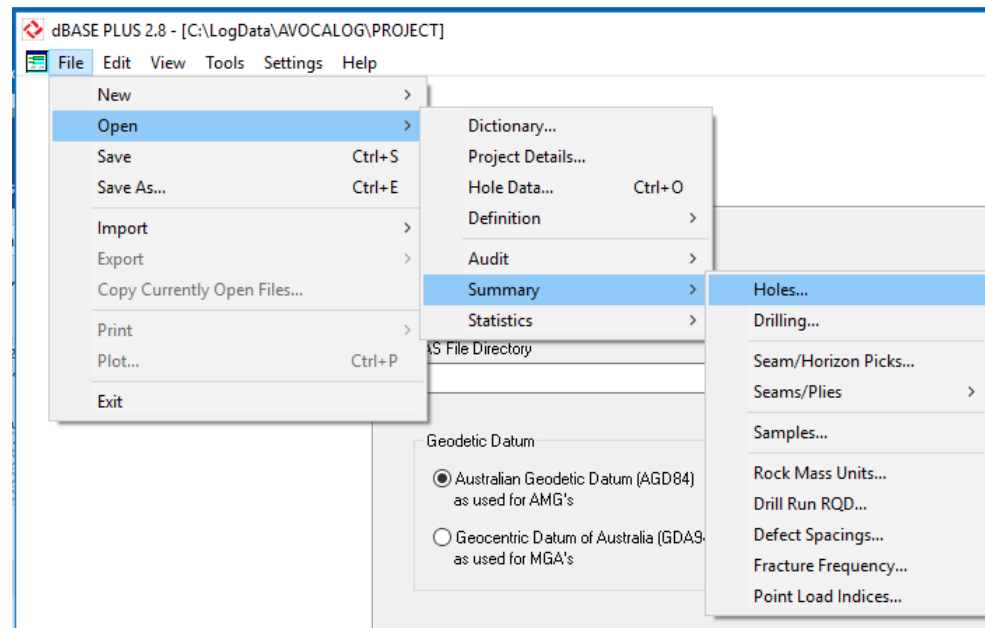 dBASE PLUS 2.8 - [C:\LogData\AVOCALOG\PROJECT]
File Edit View Tools Settings Help
New
Open
Save Ctrl+S
Save As... Ctrl+E
Import
Export
Copy Currently Open Files...
Print
Plot... Ctrl+P
Exit
Dictionary...
Project Details...
Hole Data... Ctrl+O
Definition
Audit
Summary
Statistics
Holes...
Drilling...
Seam/Horizon Picks...
Seams/Plies
Samples...
Rock Mass Units...
Drill Run RQD...
Defect Spacings...
Fracture Frequency...
Point Load Indices...
AS File Directory
Geodetic Datum
Australian Geodetic Datum (AGD84)
as used for AMG's
Geocentric Datum of Australia (GDA9
as used for MGA's